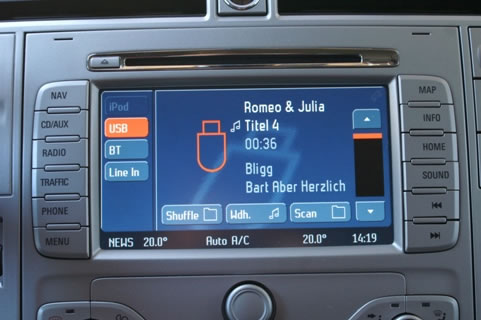 NAV
CD/AUX
RADIO
TRAFFIC
PHONE
MENU
iPod
USB
BT
Line In
Romeo & Julia
Titel 4
00:36
Bligg
Bart Aber Herzlich
Shuffle
Wdh.
Scan
NEWS 20.0° Auto A/C 20.0° 14:19
MAP
INFO
HOME
SOUND